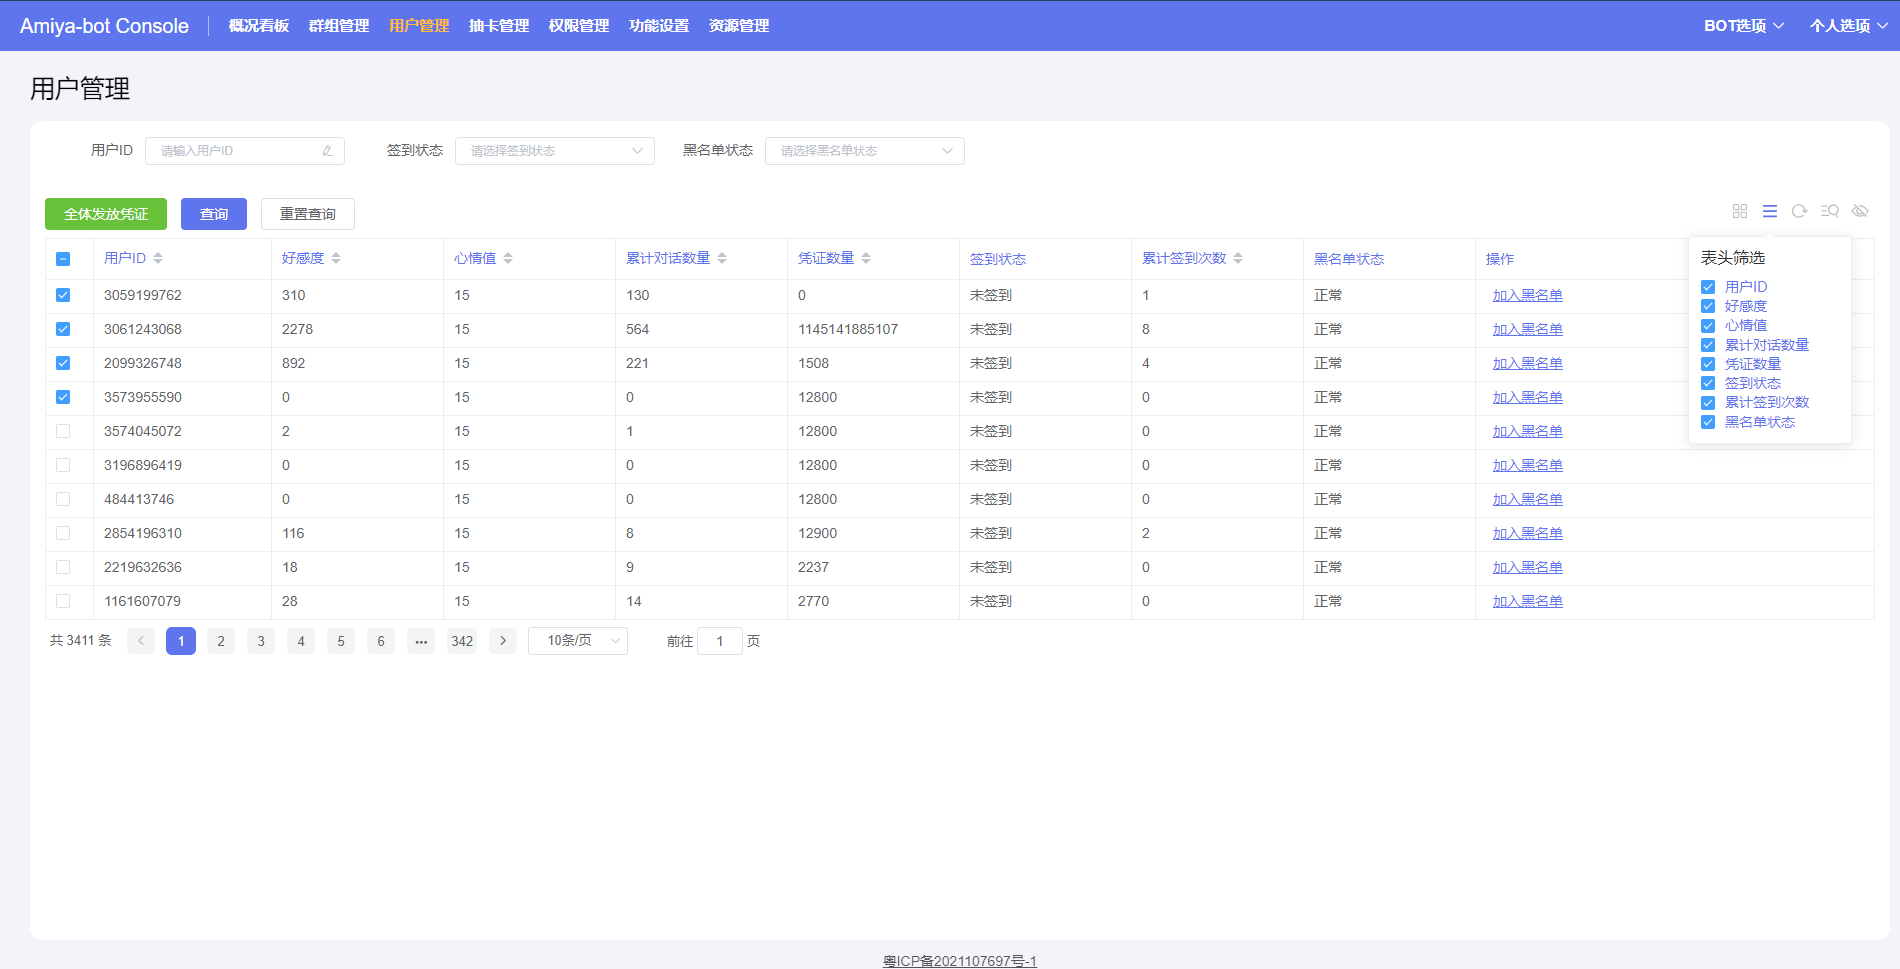 Amiya-bot Console 概况看板 群组管理 用户管理 抽卡管理 权限管理 功能设置 资源管理 BOT选项 个人选项
用户管理
用户ID 请输入用户ID 签到状态 请选择签到状态 黑名单状态 请选择黑名单状态
全体发放凭证 查询 重置查询
用户ID 好感度 心情值 累计对话数量 凭证数量 签到状态 累计签到次数 黑名单状态 操作
3059199762 310 15 130 0 未签到 1 正常 加入黑名单
3061243068 2278 15 564 1145141885107 未签到 8 正常 加入黑名单
2099326748 892 15 221 1508 未签到 4 正常 加入黑名单
3573955590 0 15 0 12800 未签到 0 正常 加入黑名单
3574045072 2 15 1 12800 未签到 0 正常 加入黑名单
3196896419 0 15 0 12800 未签到 0 正常 加入黑名单
484413746 0 15 0 12800 未签到 0 正常 加入黑名单
2854196310 116 15 8 12900 未签到 2 正常 加入黑名单
2219632636 18 15 9 2237 未签到 0 正常 加入黑名单
1161607079 28 15 14 2770 未签到 0 正常 加入黑名单
表头筛选
用户ID
好感度
心情值
累计对话数量
凭证数量
签到状态
累计签到次数
黑名单状态
共 3411 条 1 2 3 4 5 6 ••• 342 10条/页 前往 1 页
粤ICP备2021107697号-1